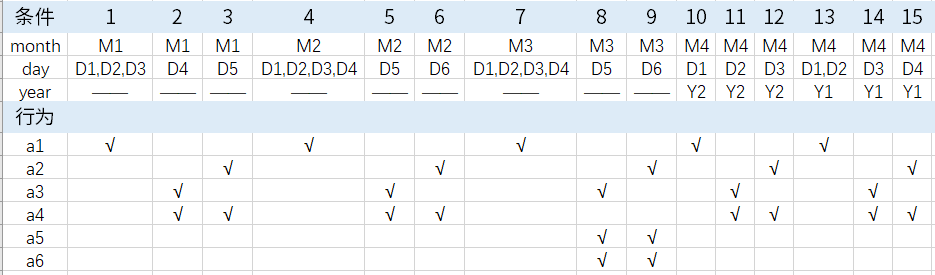 条件 1 2 3 4 5 6 7 8 9 10 11 12 13 14 15
month M1 M1 M1 M2 M2 M2 M3 M3 M3 M4 M4 M4 M4 M4 M4
day D1,D2,D3 D4 D5 D1,D2,D3,D4 D5 D6 D1,D2,D3,D4 D5 D6 D1 D2 D3 D1,D2 D3 D4
year —— —— —— —— —— —— —— —— —— Y2 Y2 Y2 Y1 Y1 Y1
行为
a1 √ √ √ √ √
a2 √ √ √ √ √
a3 √ √ √ √ √
a4 √ √ √ √ √ √ √ √
a5 √ √
a6 √ √